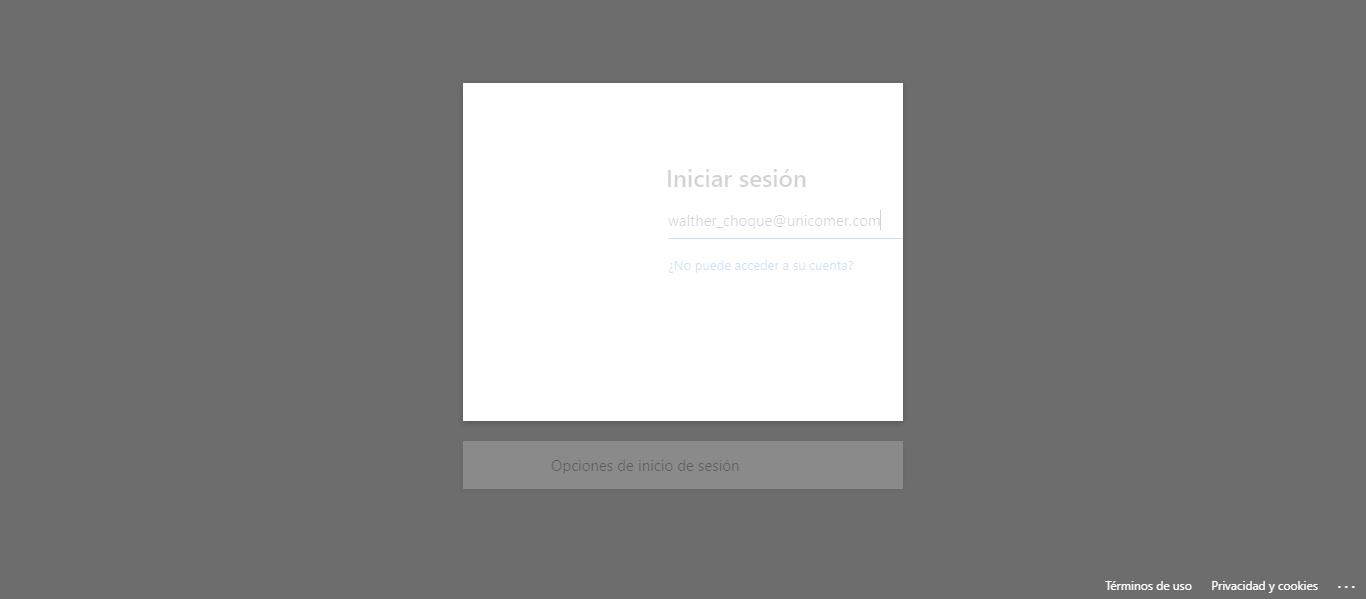 Iniciar sesión
walther_choque@unicomer.com
¿No puede acceder a su cuenta?
Opciones de inicio de sesión
Términos de uso
Privacidad y cookies
...